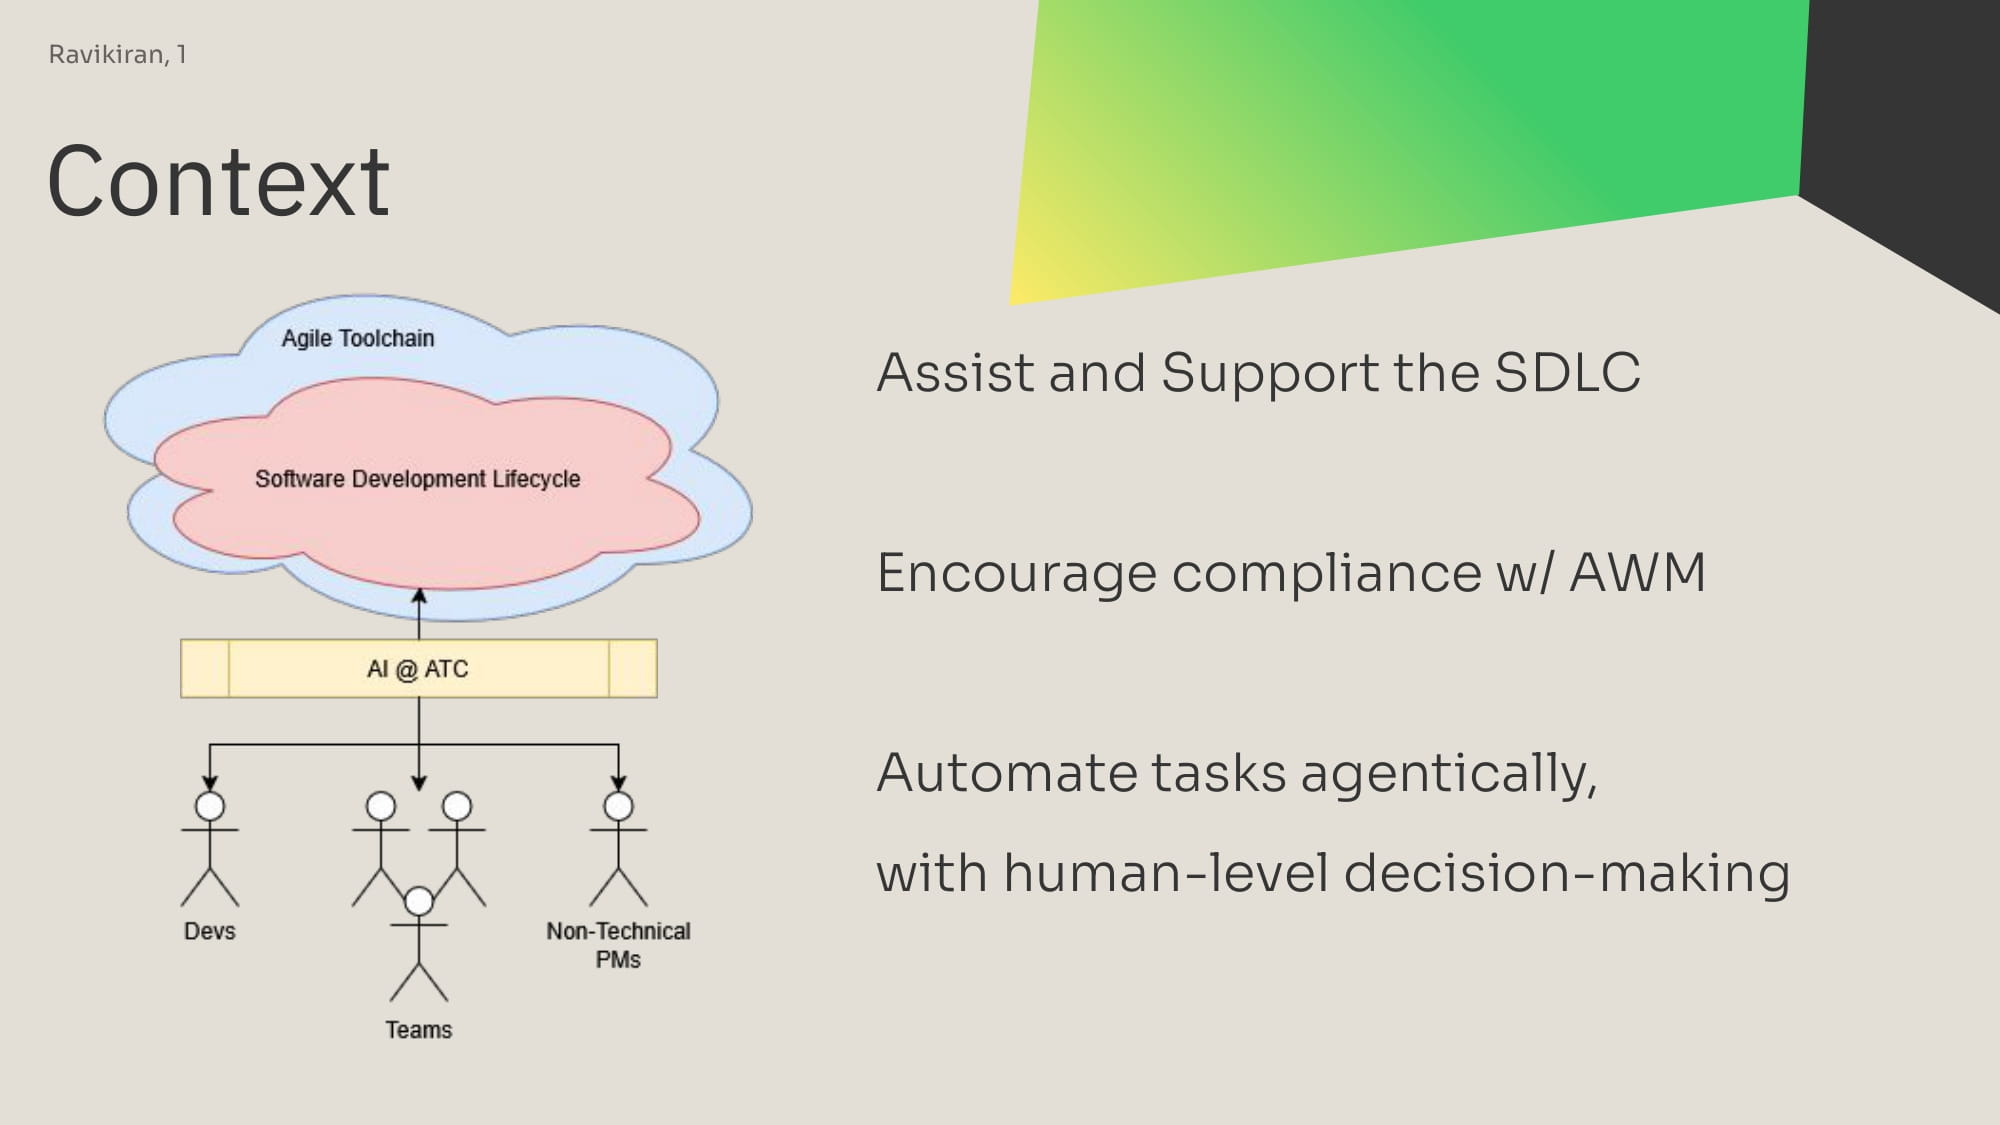 Ravikiran, 1
Context
Agile Toolchain
Software Development Lifecycle
AI @ ATC
Devs
Non-Technical
PMs
Teams
Assist and Support the SDLC
Encourage compliance w/ AWM
Automate tasks agentically,
with human-level decision-making